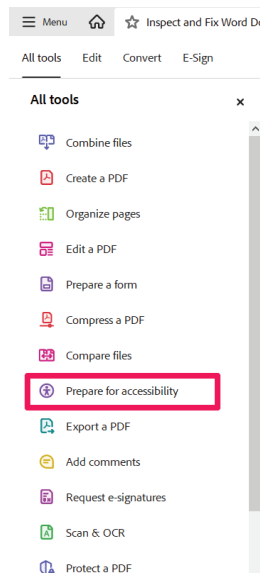 Menu Inspect and Fix Word Do
All tools Edit Convert E-Sign
All tools
Combine files
Create a PDF
Organize pages
Edit a PDF
Prepare a form
Compress a PDF
Compare files
Prepare for accessibility
Export a PDF
Add comments
Request e-signatures
Scan & OCR
Protect a PDF